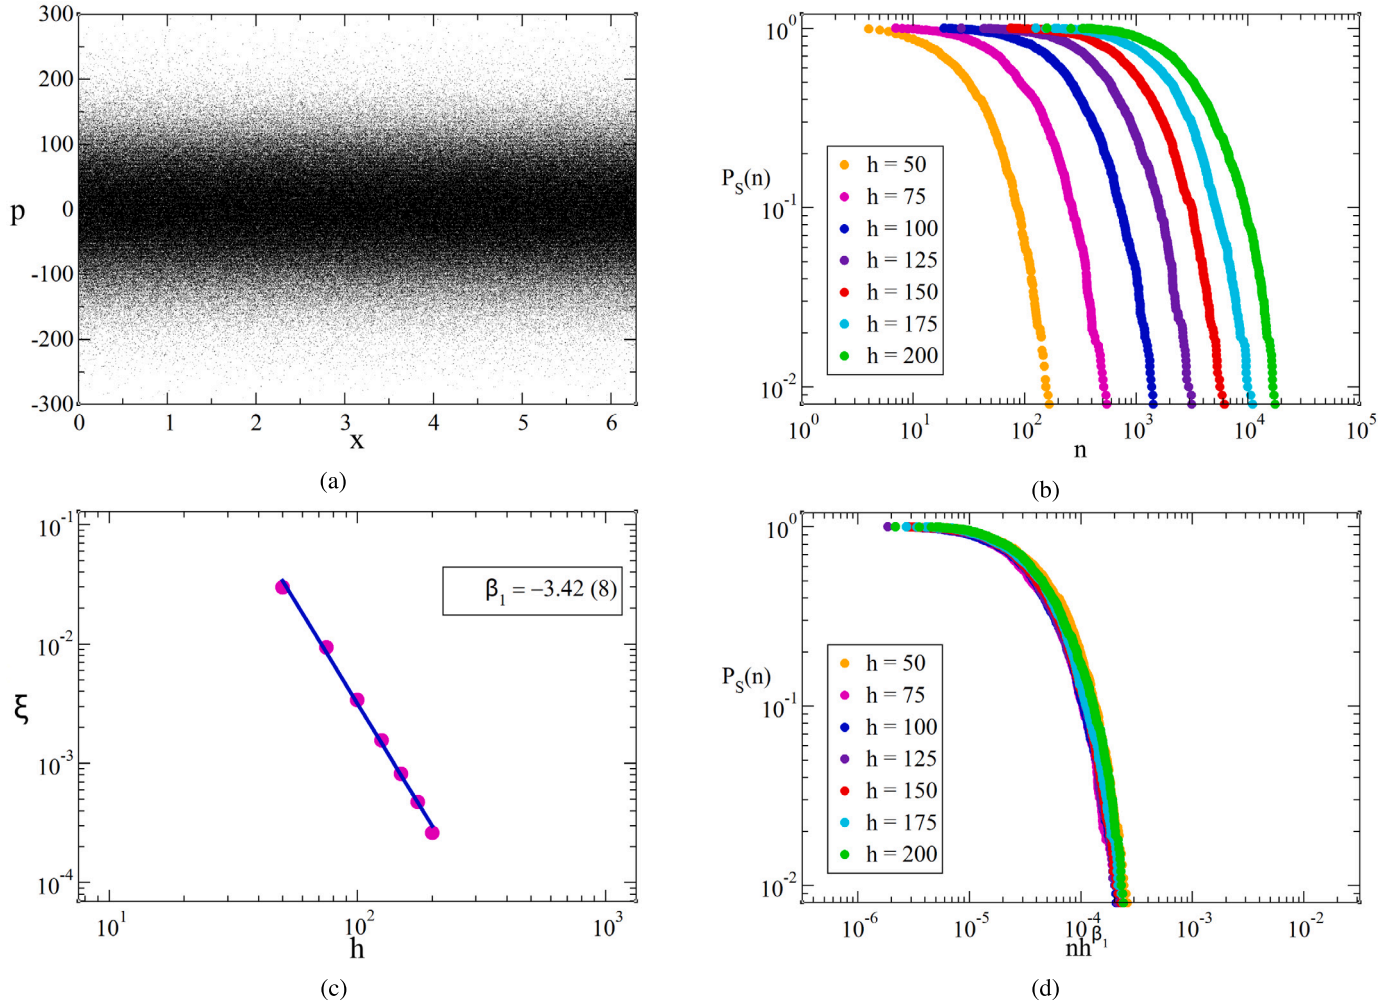 300
200
100
0
-100
-200
-300
p
0 1 2 3 4 5 6
x
(a)
10^0
10^-1
10^-2
P_S(n)
h = 50
h = 75
h = 100
h = 125
h = 150
h = 175
h = 200
10^0 10^1 10^2 10^3 10^4 10^5
n
(b)
10^-1
10^-2
10^-3
10^-4
ξ
β_1 = −3.42 (8)
10^1 10^2 10^3
h
(c)
10^0
10^-1
10^-2
P_S(n)
h = 50
h = 75
h = 100
h = 125
h = 150
h = 175
h = 200
10^-6 10^-5 10^-4 10^-3 10^-2
nh^β_1
(d)